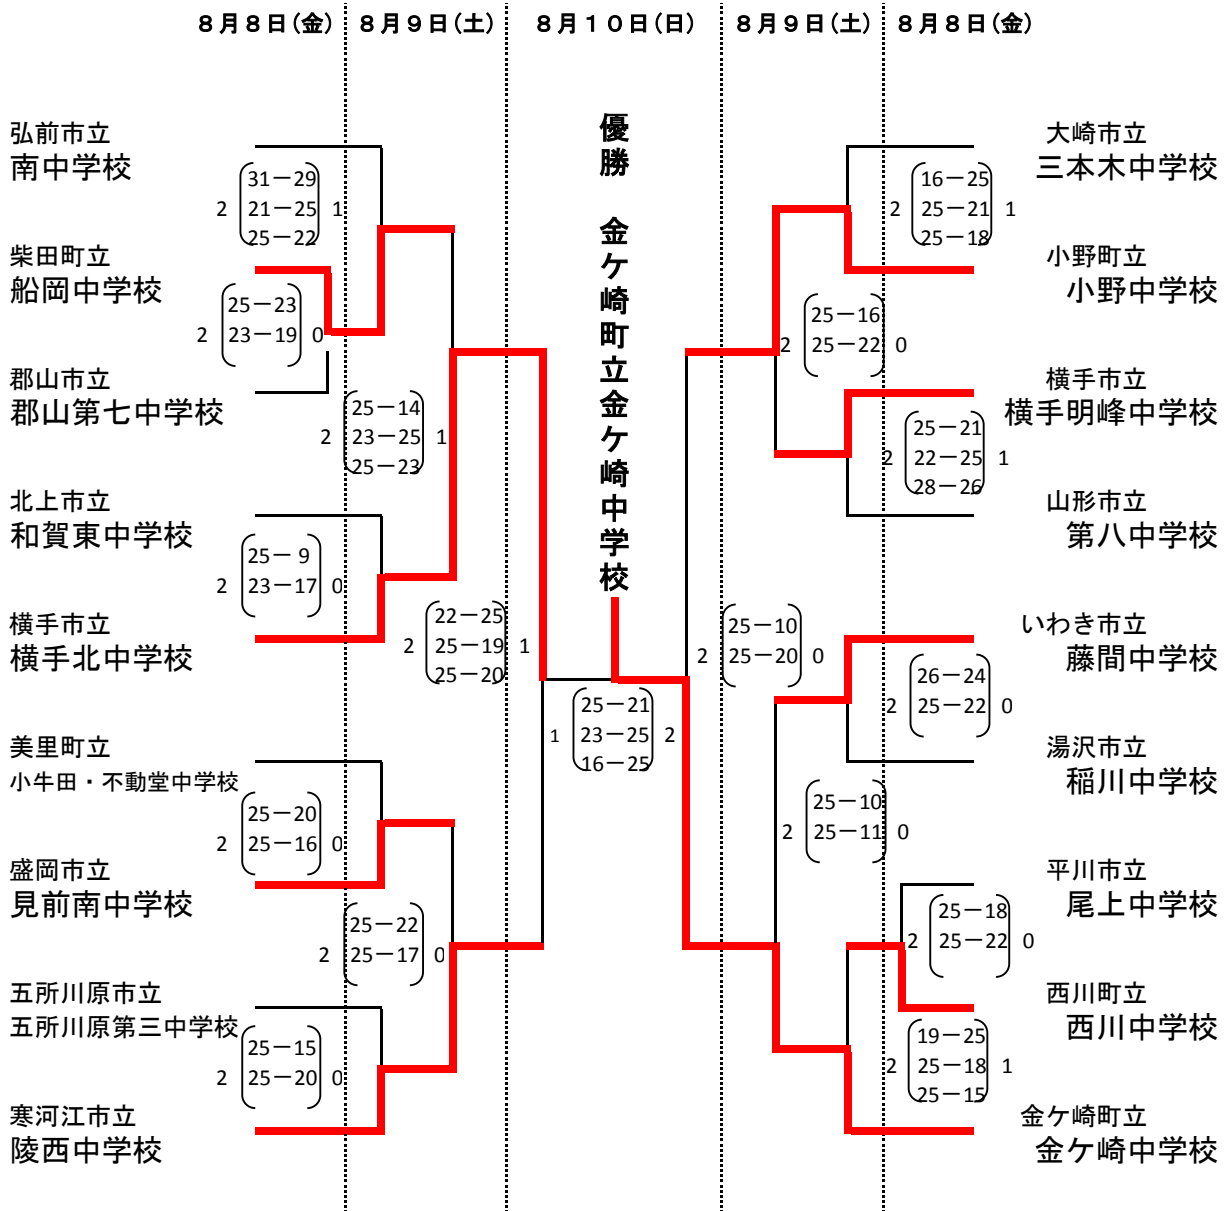 8月8日(金) 8月9日(土) 8月10日(日) 8月9日(土) 8月8日(金)
優勝 金ケ崎町立金ケ崎中学校
弘前市立
南中学校
31－29
2 21－25 1
25－22
柴田町立
船岡中学校
25－23
2 23－19 0
郡山市立
郡山第七中学校
25－14
2 23－25 1
25－23
北上市立
和賀東中学校
25－9
2 23－17 0
横手市立
横手北中学校
22－25
2 25－19 1
25－20
美里町立
小牛田・不動堂中学校
25－20
2 25－16 0
盛岡市立
見前南中学校
25－22
2 25－17 0
五所川原市立
五所川原第三中学校
25－15
2 25－20 0
寒河江市立
陵西中学校
25－21
1 23－25 2
16－25
大崎市立
三本木中学校
16－25
2 25－21 1
25－18
小野町立
小野中学校
25－16
2 25－22 0
横手市立
横手明峰中学校
25－21
2 22－25 1
28－26
山形市立
第八中学校
25－10
2 25－20 0
いわき市立
藤間中学校
26－24
2 25－22 0
湯沢市立
稲川中学校
25－10
2 25－11 0
平川市立
尾上中学校
25－18
2 25－22 0
西川町立
西川中学校
19－25
2 25－18 1
25－15
金ケ崎町立
金ケ崎中学校